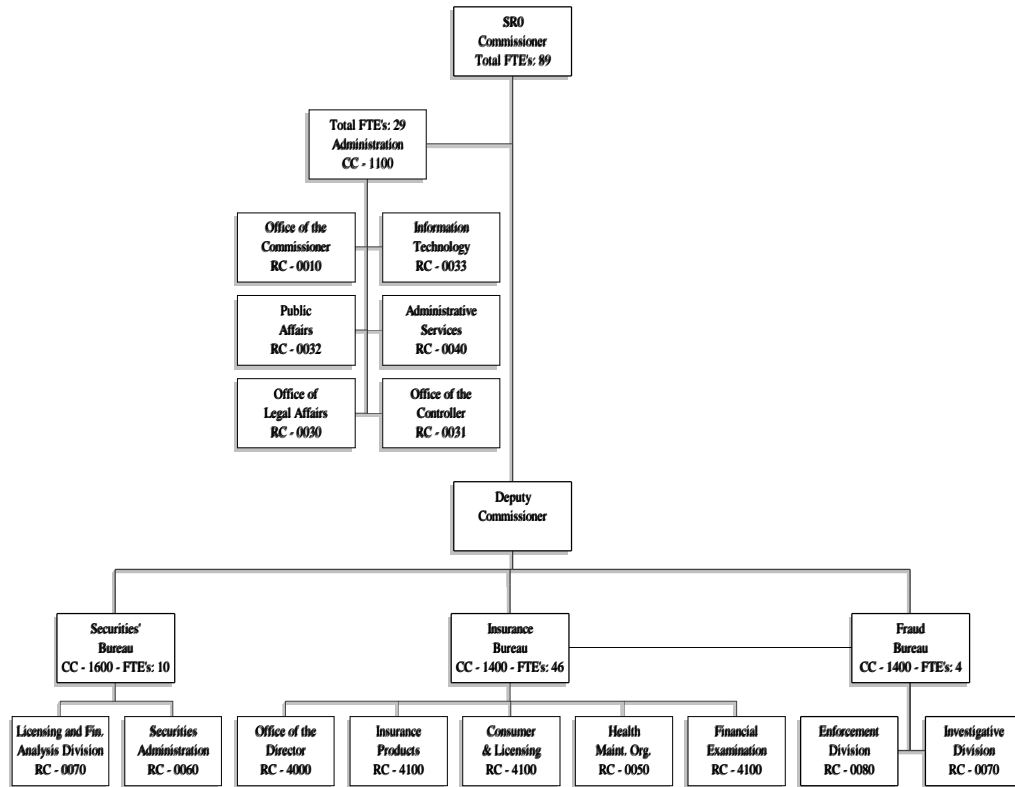 SR0
Commissioner
Total FTE's: 89
Total FTE's: 29
Administration
CC - 1100
Office of the
Commissioner
RC - 0010
Information
Technology
RC - 0033
Public
Affairs
RC - 0032
Administrative
Services
RC - 0040
Office of
Legal Affairs
RC - 0030
Office of the
Controller
RC - 0031
Deputy
Commissioner
Securities'
Bureau
CC - 1600 - FTE's: 10
Insurance
Bureau
CC - 1400 - FTE's: 46
Fraud
Bureau
CC - 1400 - FTE's: 4
Licensing and Fin.
Analysis Division
RC - 0070
Securities
Administration
RC - 0060
Office of the
Director
RC - 4000
Insurance
Products
RC - 4100
Consumer
& Licensing
RC - 4100
Health
Maint. Org.
RC - 0050
Financial
Examination
RC - 4100
Enforcement
Division
RC - 0080
Investigative
Division
RC - 0070